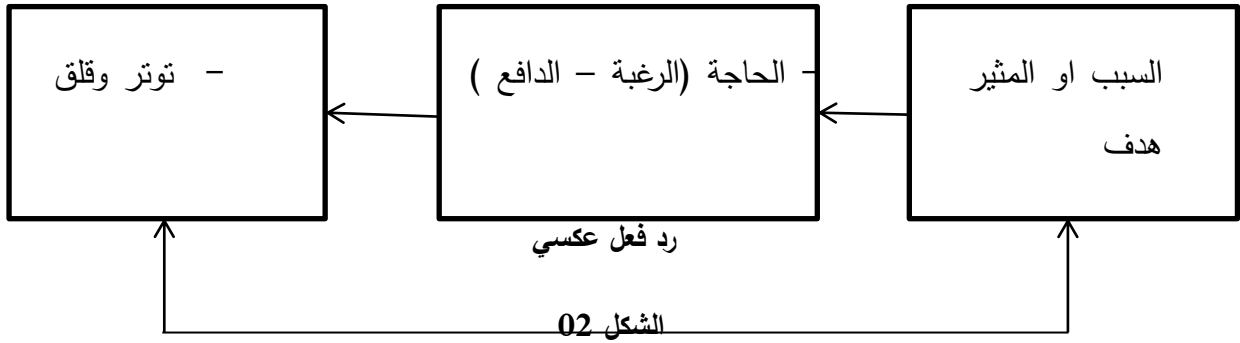 السبب او المثير
هدف
- الحاجة (الرغبة – الدافع )
- توتر وقلق
رد فعل عكسي
الشكل 02